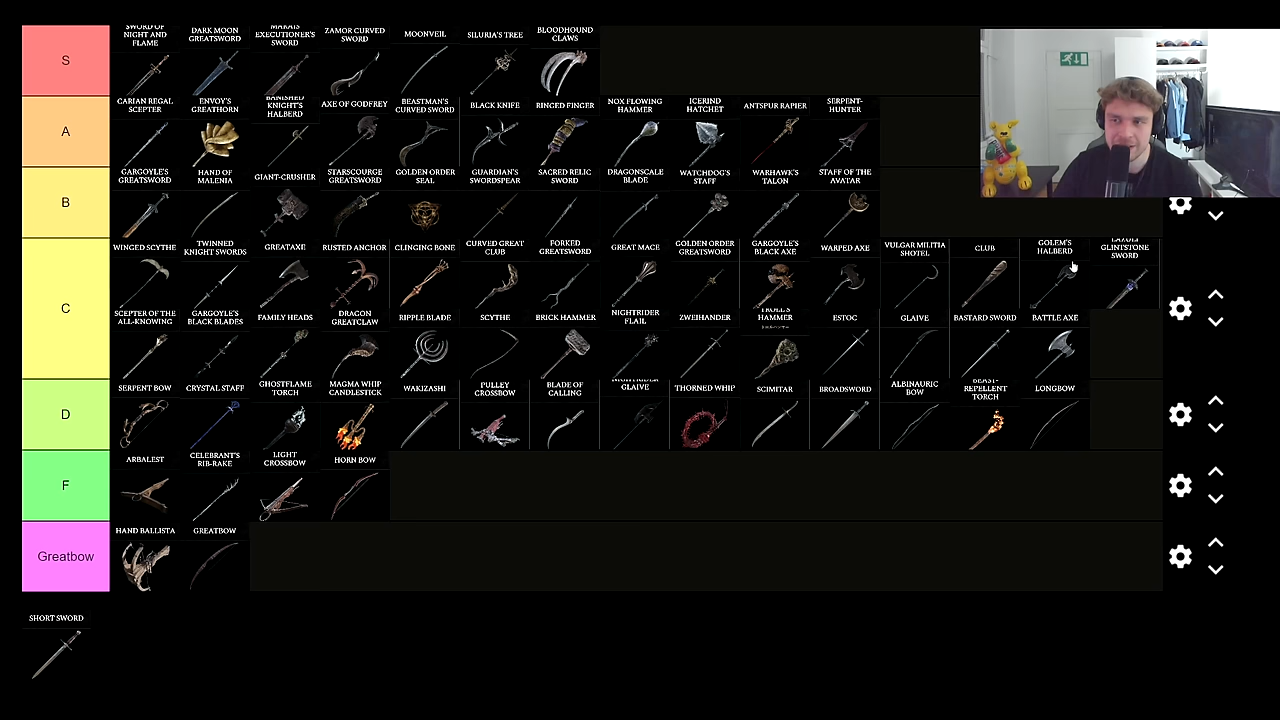 S
SWORD OF NIGHT AND FLAME
DARK MOON GREATSWORD
MARAIS EXECUTIONER'S SWORD
ZAMOR CURVED SWORD
MOONVEIL
SILURIA'S TREE
BLOODHOUND CLAWS
A
CARIAN REGAL SCEPTER
ENVOY'S GREATHORN
BANISHED KNIGHT'S HALBERD
AXE OF GODFREY
BEASTMAN'S CURVED SWORD
BLACK KNIFE
RINGED FINGER
NOX FLOWING HAMMER
ICERIND HATCHET
ANTSPUR RAPIER
SERPENT-HUNTER
B
GARGOYLE'S GREATSWORD
HAND OF MALENIA
GIANT-CRUSHER
STARSCOURGE GREATSWORD
GOLDEN ORDER SEAL
GUARDIAN'S SWORDSPEAR
SACRED RELIC SWORD
DRAGONSCALE BLADE
WATCHDOG'S STAFF
WARHAWK'S TALON
STAFF OF THE AVATAR
C
WINGED SCYTHE
TWINNED KNIGHT SWORDS
GREATAXE
RUSTED ANCHOR
CLINGING BONE
CURVED GREAT CLUB
FORKED GREATSWORD
GREAT MACE
GOLDEN ORDER GREATSWORD
GARGOYLE'S BLACK AXE
WARPED AXE
VULGAR MILITIA SHOTEL
CLUB
GOLEM'S HALBERD
LAZULI GLINTSTONE SWORD
SCEPTER OF THE ALL-KNOWING
GARGOYLE'S BLACK BLADES
FAMILY HEADS
DRAGON GREATCLAW
RIPPLE BLADE
SCYTHE
BRICK HAMMER
NIGHTRIDER FLAIL
ZWEIHANDER
TROLL'S HAMMER
ESTOC
GLAIVE
BASTARD SWORD
BATTLE AXE
D
SERPENT BOW
CRYSTAL STAFF
GHOSTFLAME TORCH
MAGMA WHIP CANDLESTICK
WAKIZASHI
PULLEY CROSSBOW
BLADE OF CALLING
NIGHTRIDER GLAIVE
THORNED WHIP
SCIMITAR
BROADSWORD
ALBINAURIC BOW
BEAST-REPELLENT TORCH
LONGBOW
F
ARBALEST
CELEBRANT'S RIB-RAKE
LIGHT CROSSBOW
HORN BOW
Greatbow
HAND BALLISTA
GREATBOW
SHORT SWORD